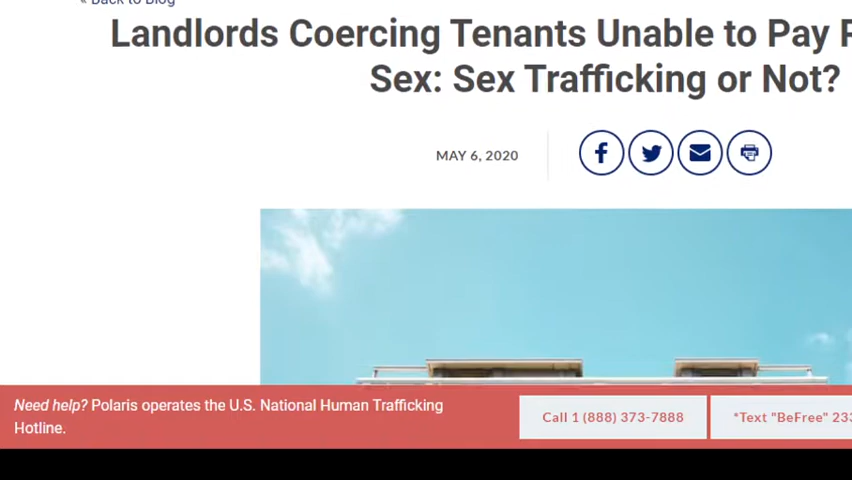 « Back to Blog
Landlords Coercing Tenants Unable to Pay
Sex: Sex Trafficking or Not?
MAY 6, 2020
Need help? Polaris operates the U.S. National Human Trafficking
Hotline.
Call 1 (888) 373-7888
*Text "BeFree" 233